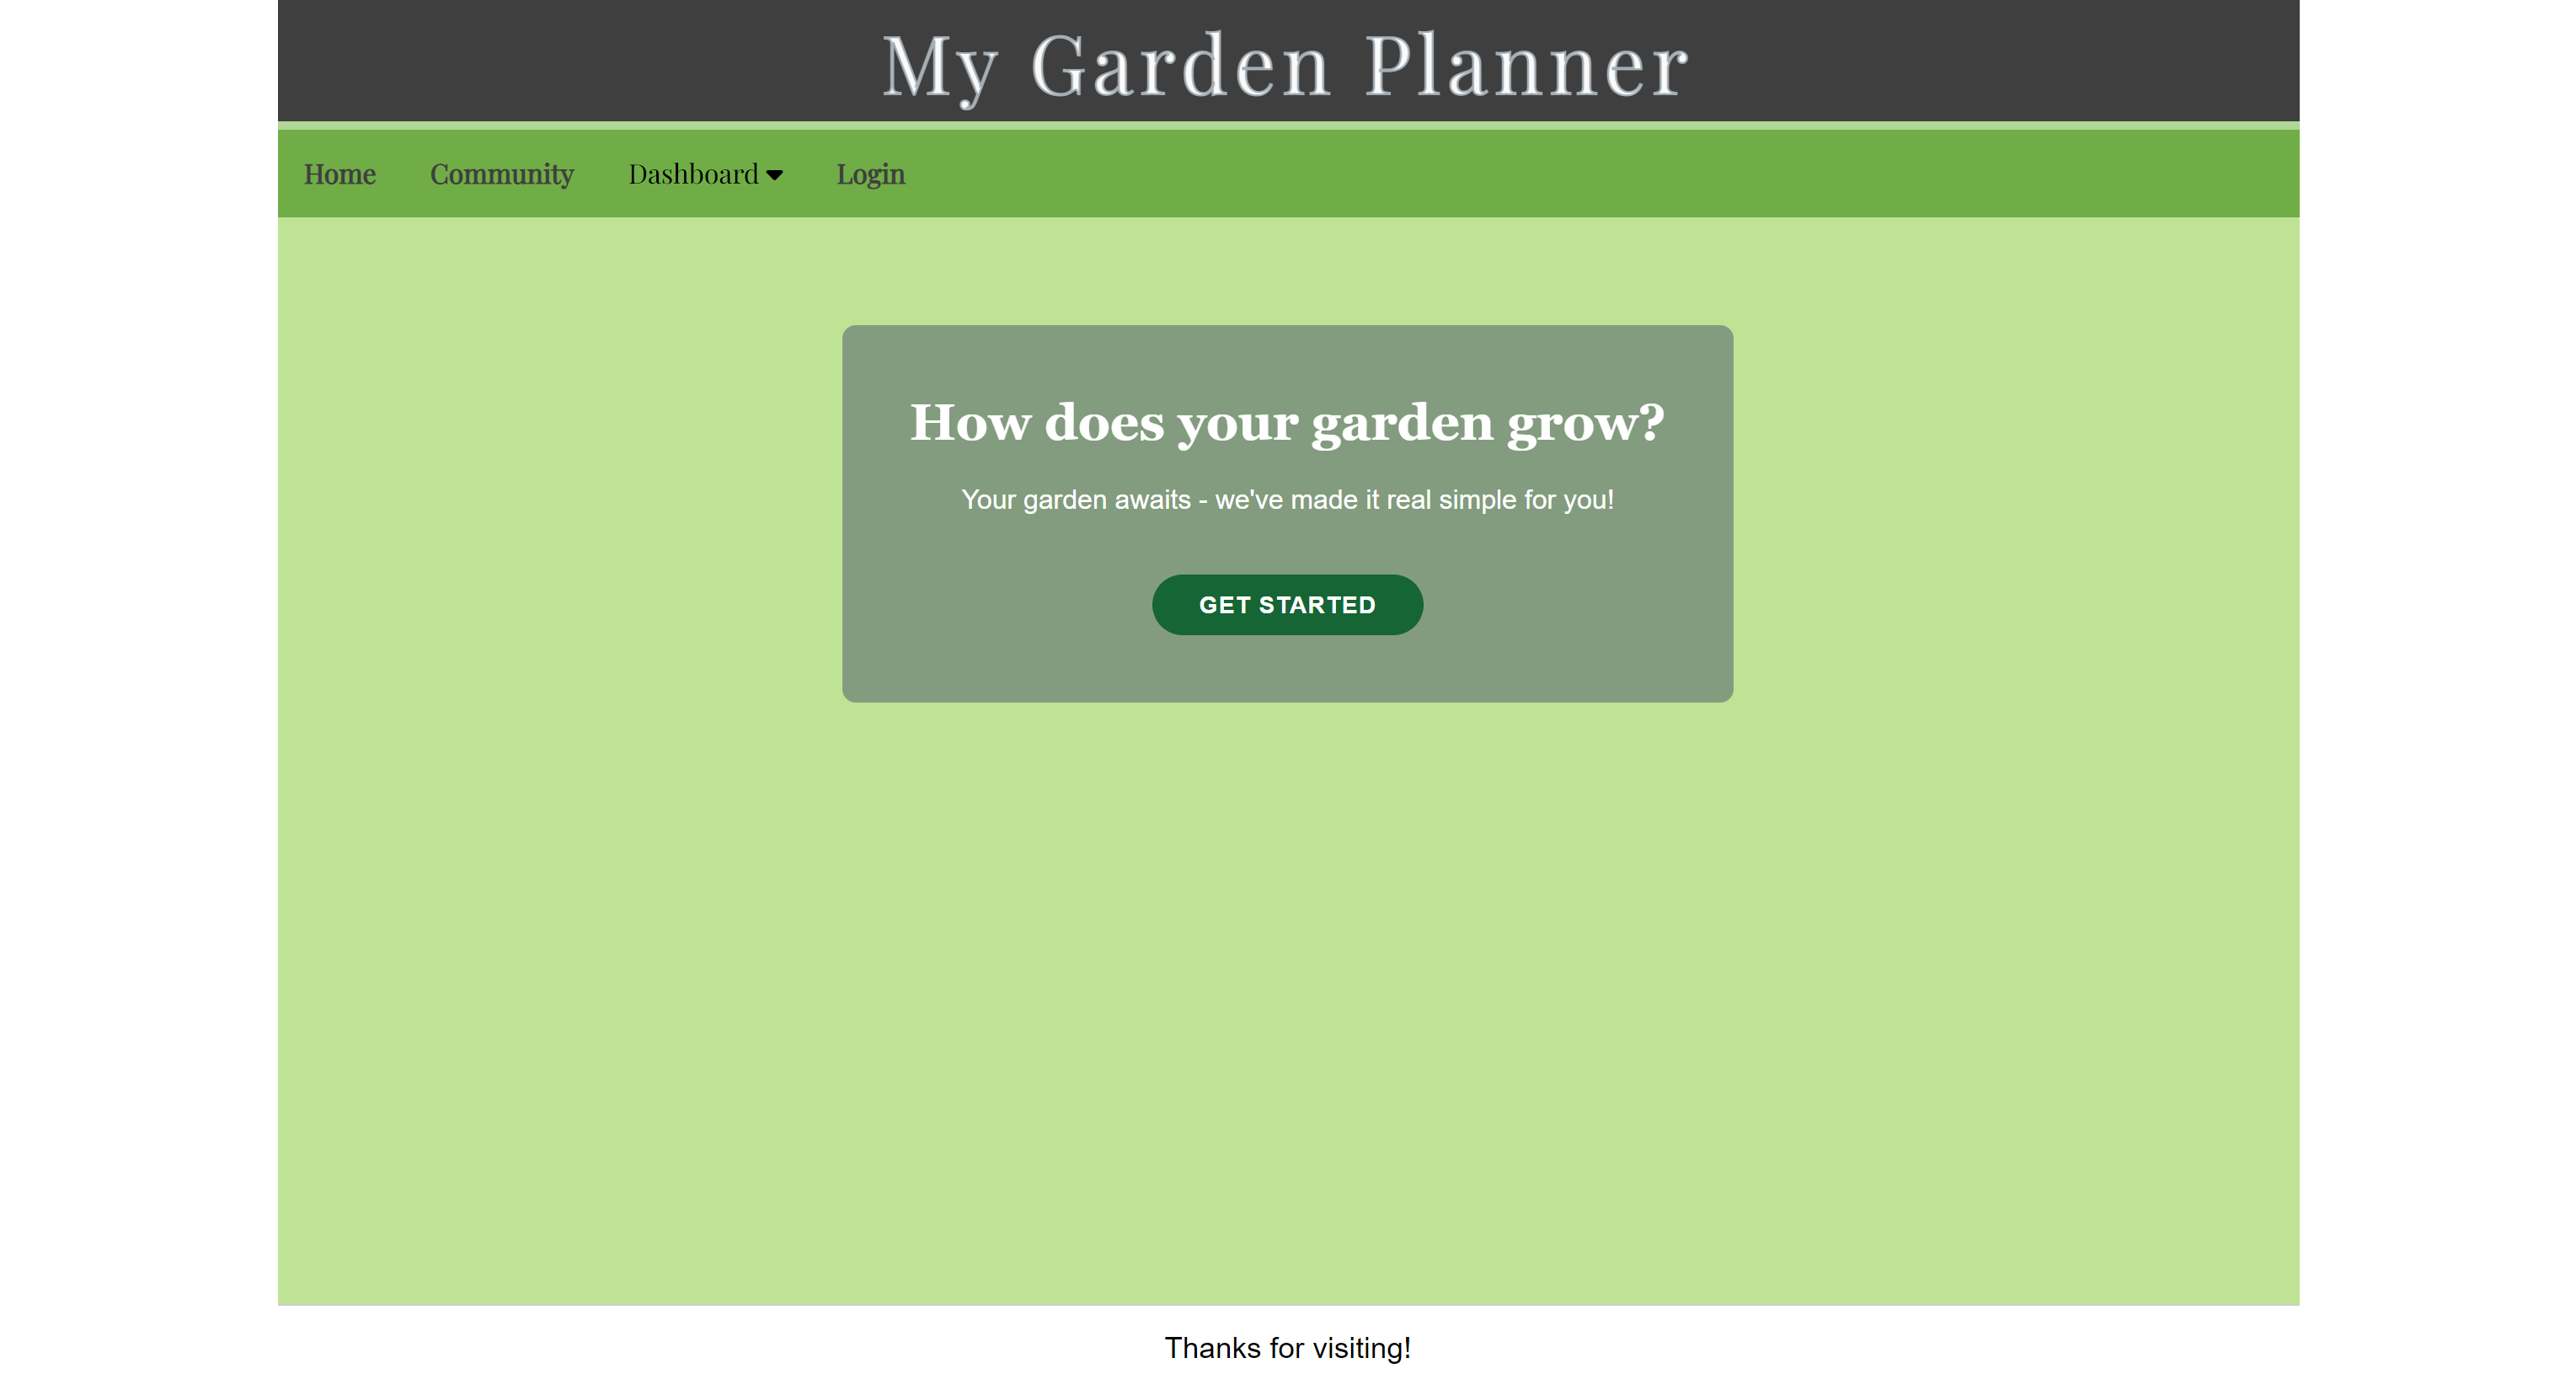 My Garden Planner
Home Community Dashboard Login
How does your garden grow?
Your garden awaits - we've made it real simple for you!
GET STARTED
Thanks for visiting!